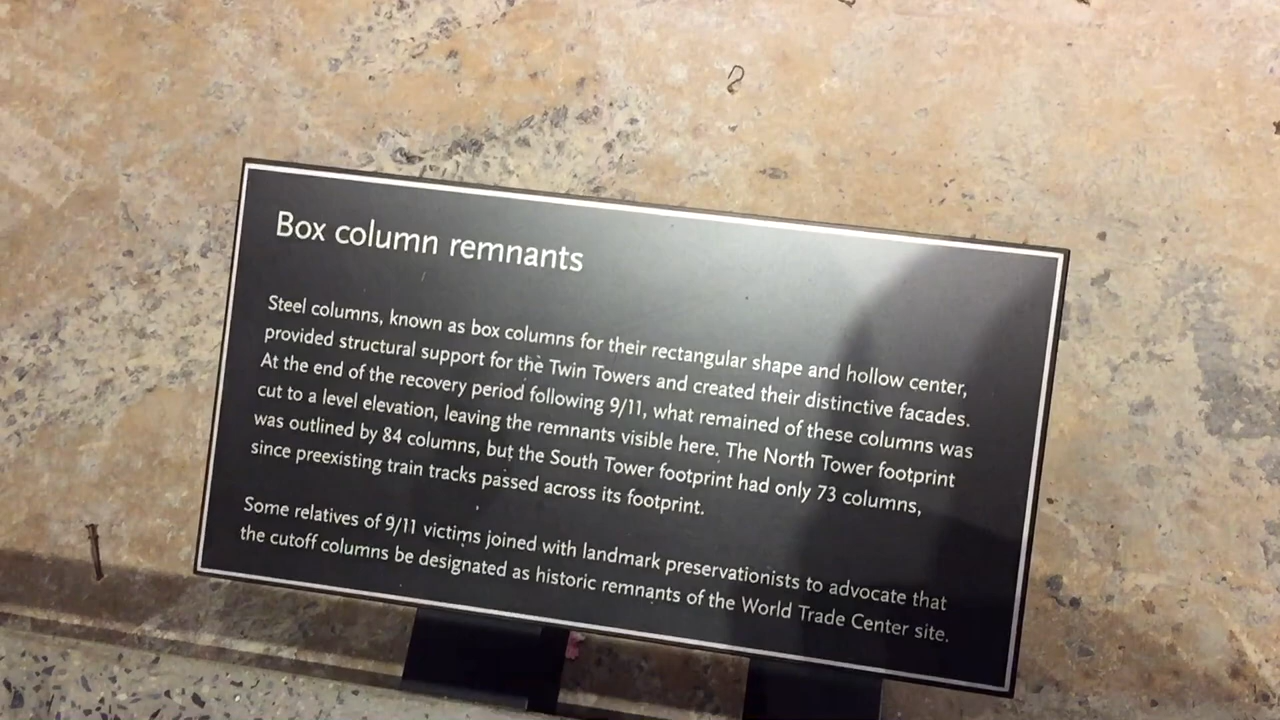 Box column remnants
Steel columns, known as box columns for their rectangular shape and hollow center,
provided structural support for the Twin Towers and created their distinctive facades.
At the end of the recovery period following 9/11, what remained of these columns was
cut to a level elevation, leaving the remnants visible here. The North Tower footprint
was outlined by 84 columns, but the South Tower footprint had only 73 columns,
since preexisting train tracks passed across its footprint.
Some relatives of 9/11 victims joined with landmark preservationists to advocate that
the cutoff columns be designated as historic remnants of the World Trade Center site.